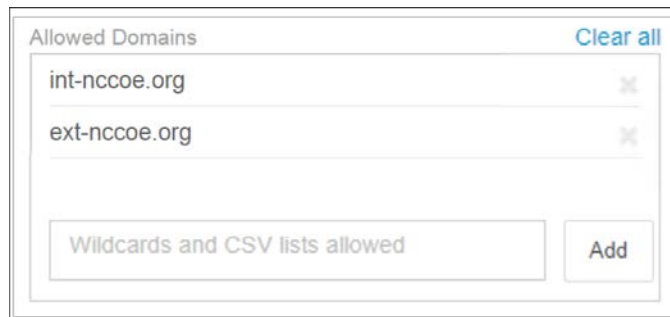 Allowed Domains Clear all
int-nccoe.org
ext-nccoe.org
Wildcards and CSV lists allowed Add